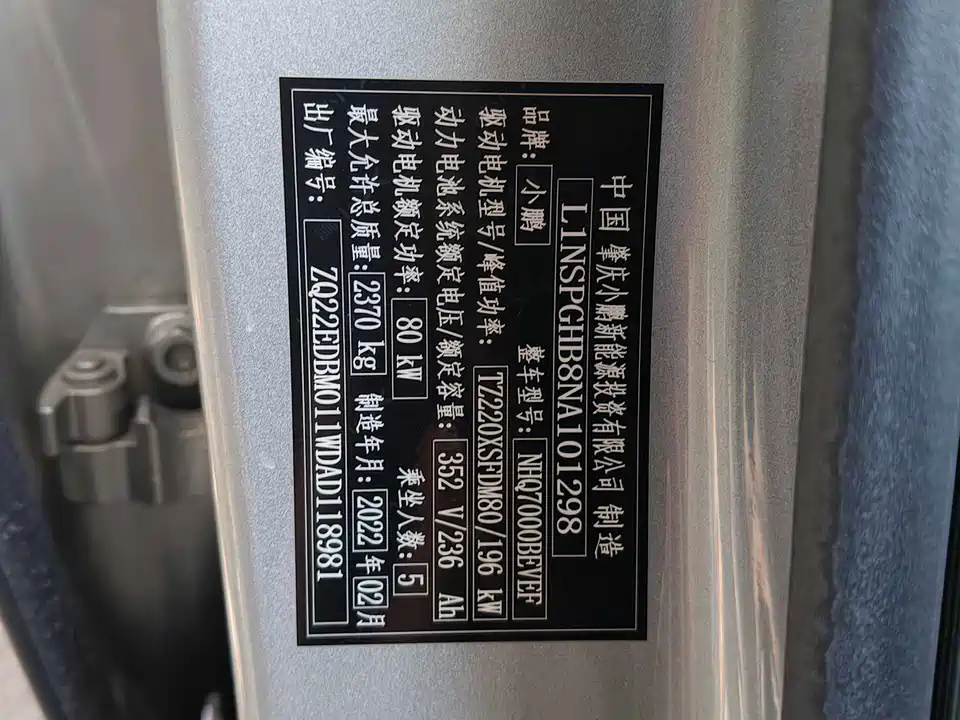 中国 肇庆小鹏新能源投资有限公司 制造
L1NSPGHB8NA101298
品牌：小鹏 整车型号：NHQ7000BEVEF
驱动电机型号/峰值功率：TZ220XSFDM80/196 kW
动力电池系统额定电压/额定容量：352 V/236 Ah
驱动电机额定功率：80 kW 乘坐人数：5
最大允许总质量：2370 kg 制造年月：2022年02月
出厂编号：ZQ22EDBM011WDAD118981